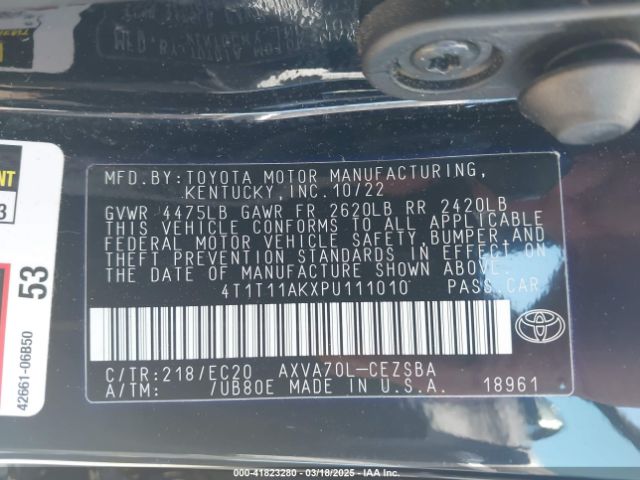 MFD.BY:TOYOTA MOTOR MANUFACTURING,
KENTUCKY, INC. 10/22
GVWR 4475LB GAWR FR 2620LB RR 2420LB
THIS VEHICLE CONFORMS TO ALL APPLICABLE
FEDERAL MOTOR VEHICLE SAFETY, BUMPER, AND
THEFT PREVENTION STANDARDS IN EFFECT ON
THE DATE OF MANUFACTURE SHOWN ABOVE.
4T1T11AKXPU111010 PASS.CAR
C/TR:218/EC20 AXVA70L-CEZSBA
A/TM: 7UB80E MADE IN U.S.A. 18961
TOYOTA
53
42661-06B50
000-41823280 - 03/18/2025 - IAA Inc.